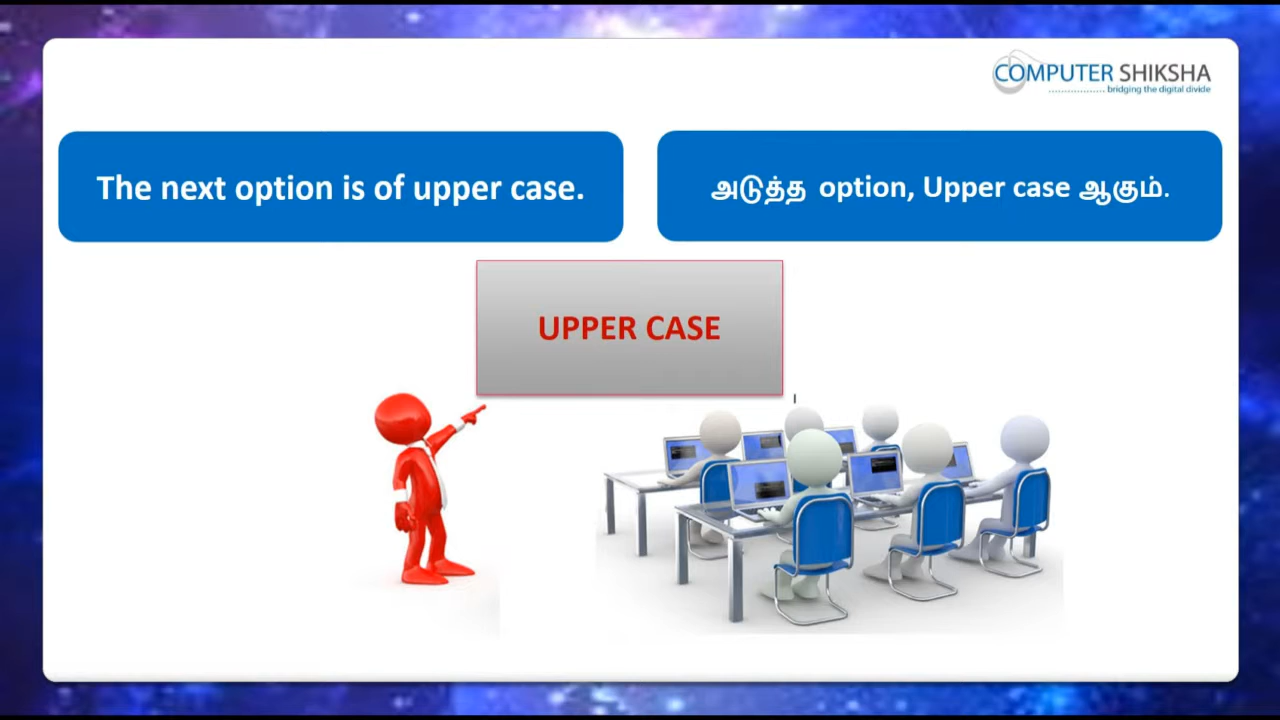 COMPUTER SHIKSHA
bridging the digital divide
The next option is of upper case.
அடுத்த option, Upper case ஆகும்.
UPPER CASE